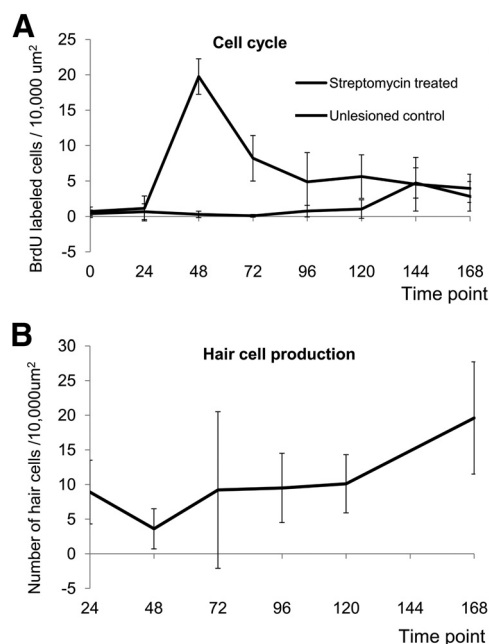 A
Cell cycle
BrdU labeled cells / 10,000 um²
25
20
15
10
5
0
-5
Streptomycin treated
Unlesioned control
0 24 48 72 96 120 144 168
Time point
B
Hair cell production
Number of hair cells /10,000um²
30
25
20
15
10
5
0
-5
24 48 72 96 120 144 168
Time point